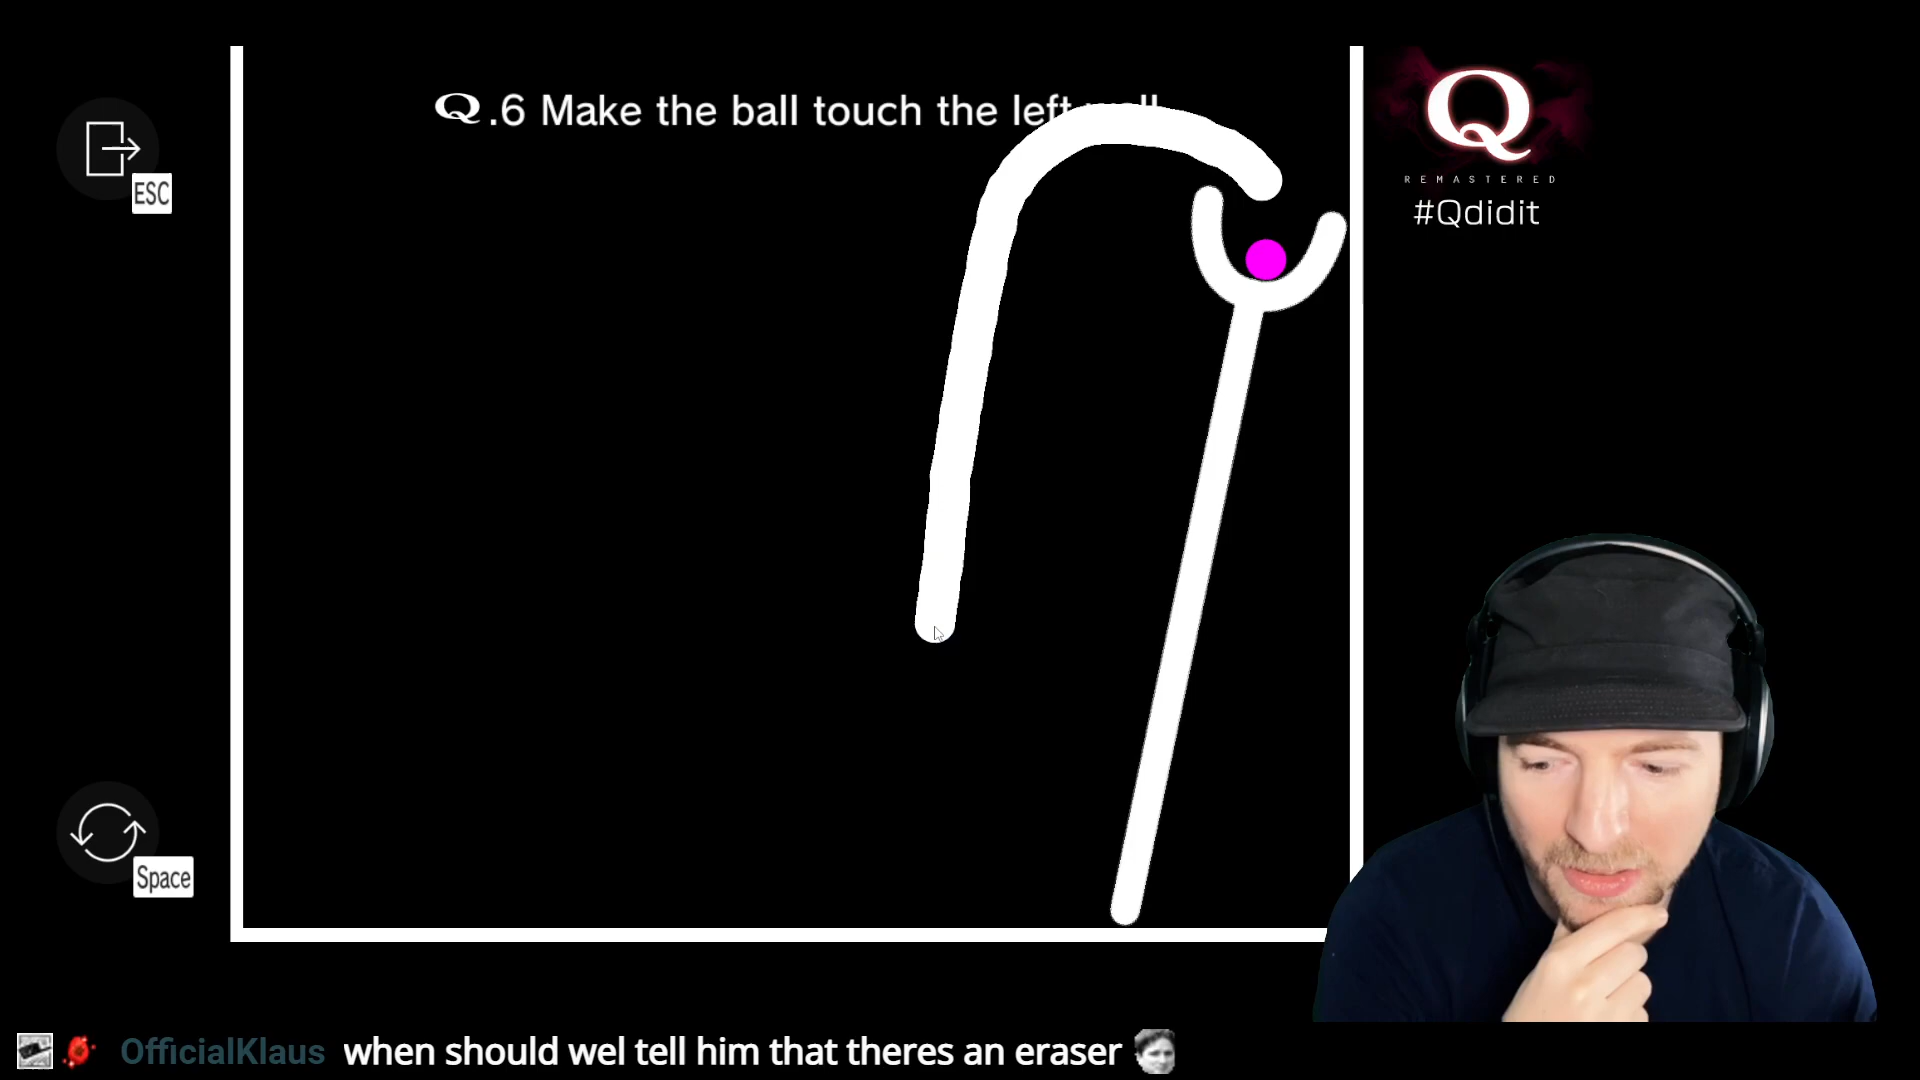 Q.6 Make the ball touch the left wall
ESC
Q
REMASTERED
#Qdidit
Space
OfficialKlaus when should wel tell him that theres an eraser